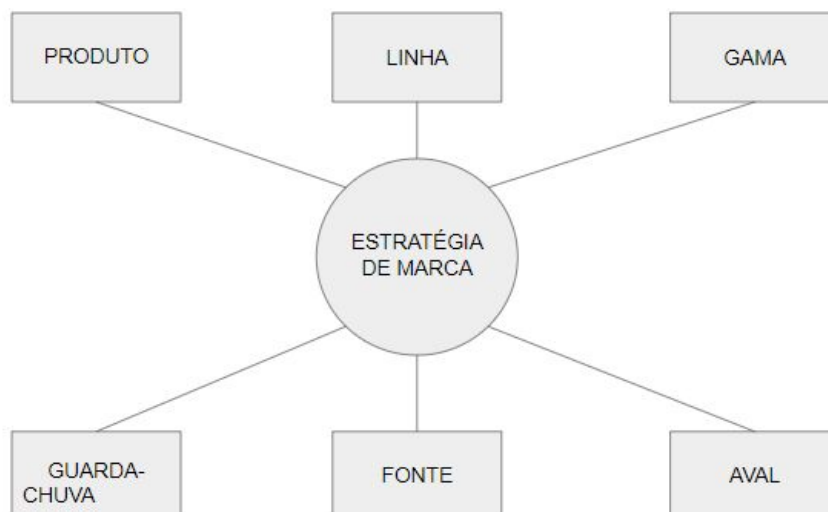 PRODUTO
LINHA
GAMA
ESTRATÉGIA
DE MARCA
GUARDA-
CHUVA
FONTE
AVAL